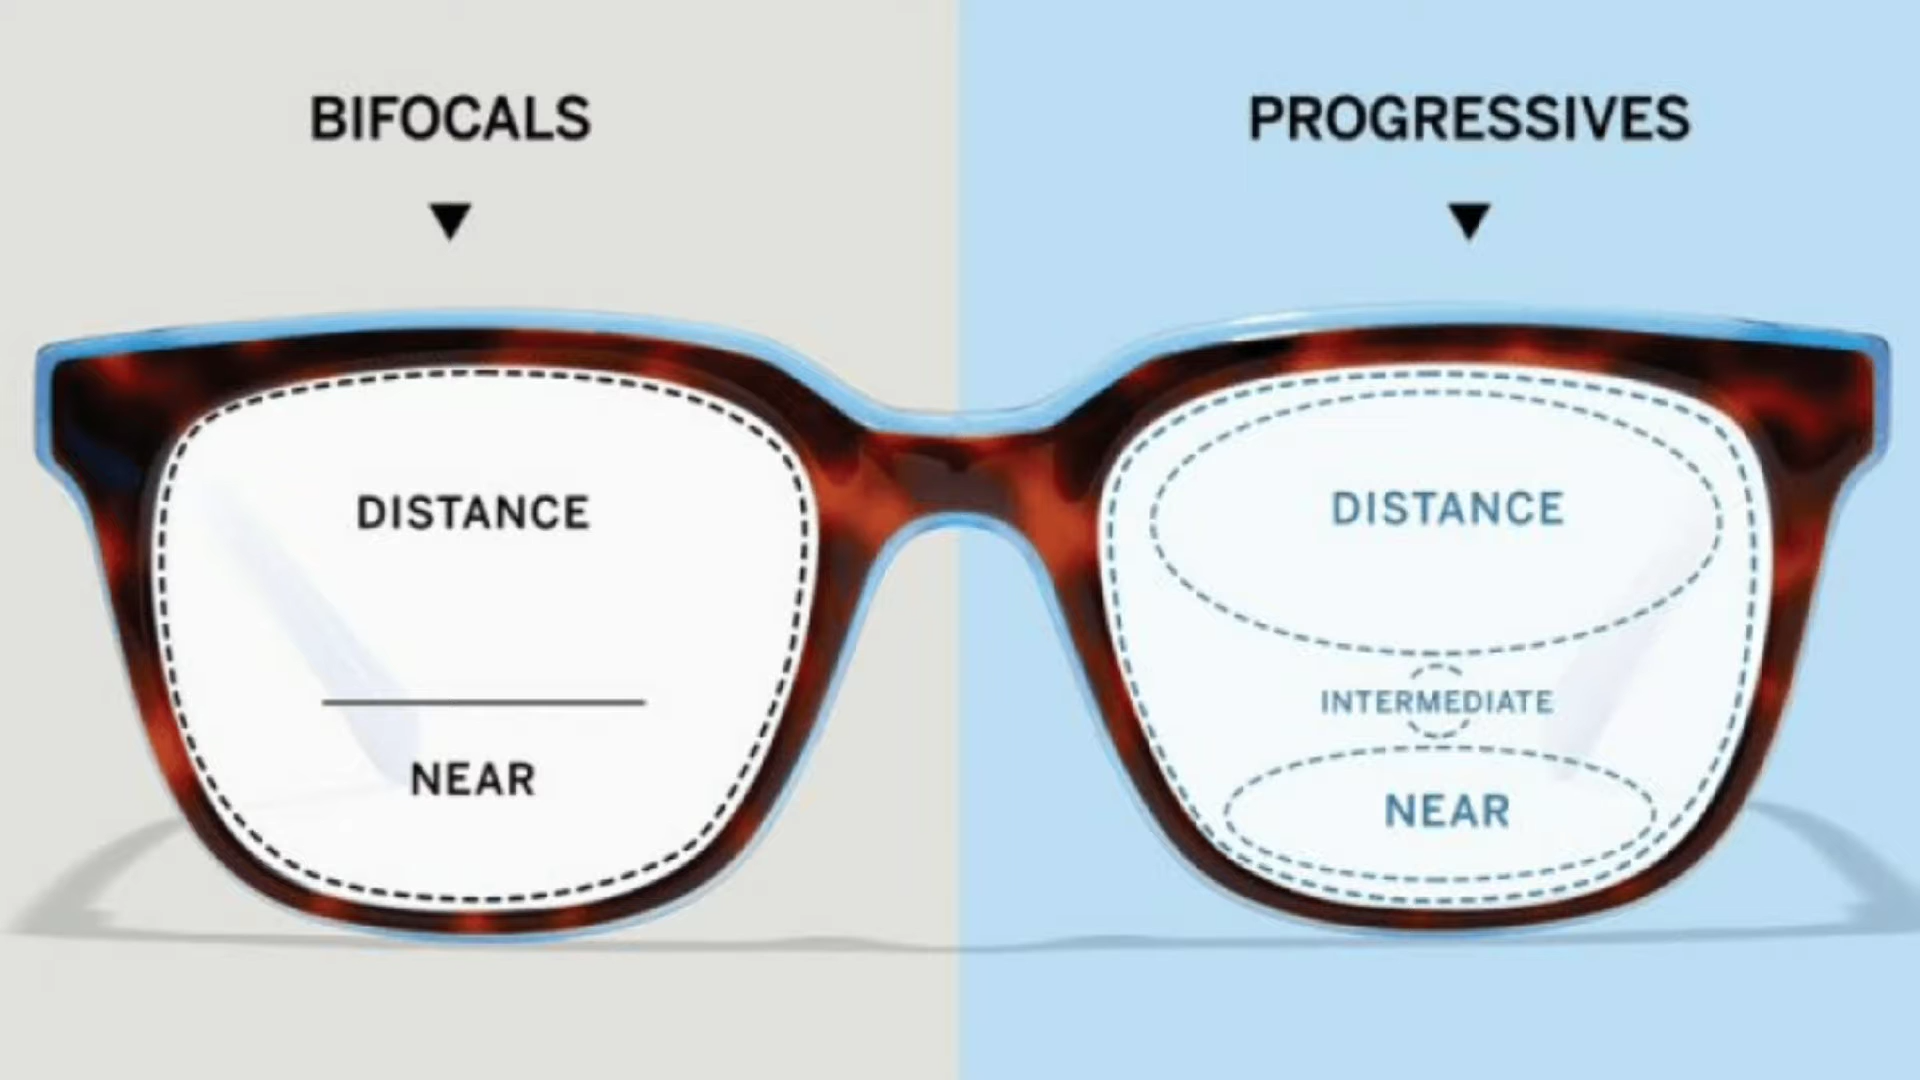 BIFOCALS
PROGRESSIVES
DISTANCE
NEAR
DISTANCE
INTERMEDIATE
NEAR